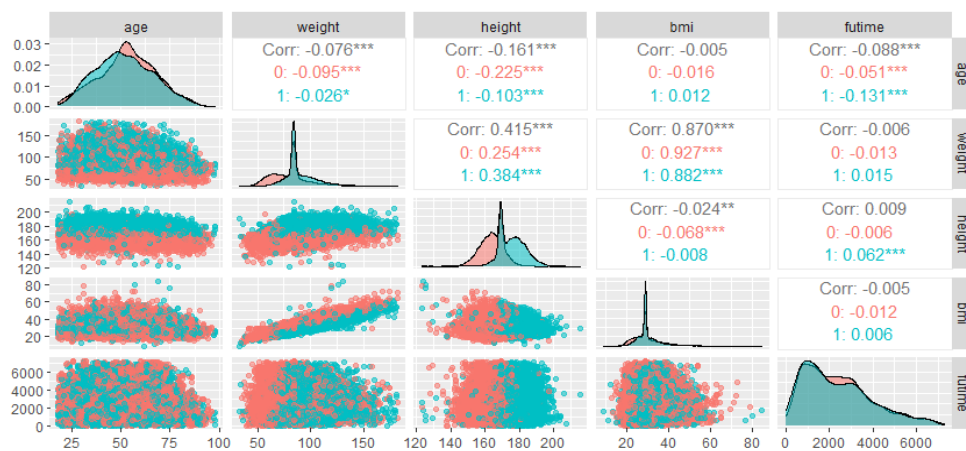 age weight height bmi futime
0.03 Corr: -0.076*** Corr: -0.161*** Corr: -0.005 Corr: -0.088***
0.02 0: -0.095*** 0: -0.225*** 0: -0.016 0: -0.051*** age
0.01 1: -0.026* 1: -0.103*** 1: 0.012 1: -0.131***
0.00
150 Corr: 0.415*** Corr: 0.870*** Corr: -0.006
100 0: 0.254*** 0: 0.927*** 0: -0.013 weight
50 1: 0.384*** 1: 0.882*** 1: 0.015
200 Corr: -0.024** Corr: 0.009
180
160 0: -0.068*** 0: -0.006 height
140 1: -0.008 1: 0.062***
120
80 Corr: -0.005
60 0: -0.012 bmi
40 1: 0.006
20
6000
4000 futime
2000
0
25 50 75 100 50 100 150 120 140 160 180 200 20 40 60 80 0 2000 4000 6000